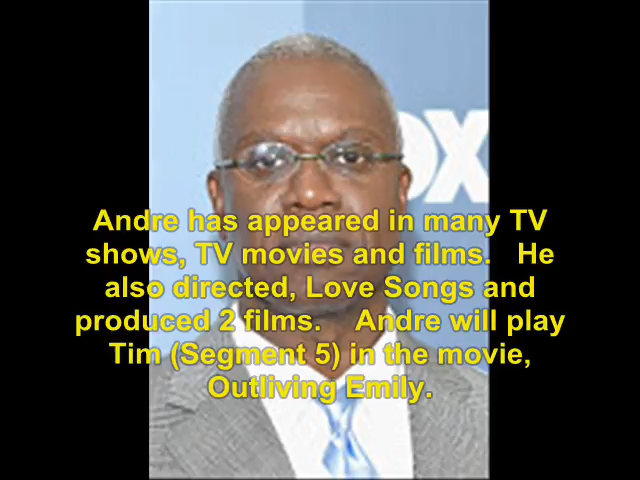 FOX
Andre has appeared in many TV
shows, TV movies and films. He
also directed, Love Songs and
produced 2 films. Andre will play
Tim (Segment 5) in the movie,
Outliving Emily.